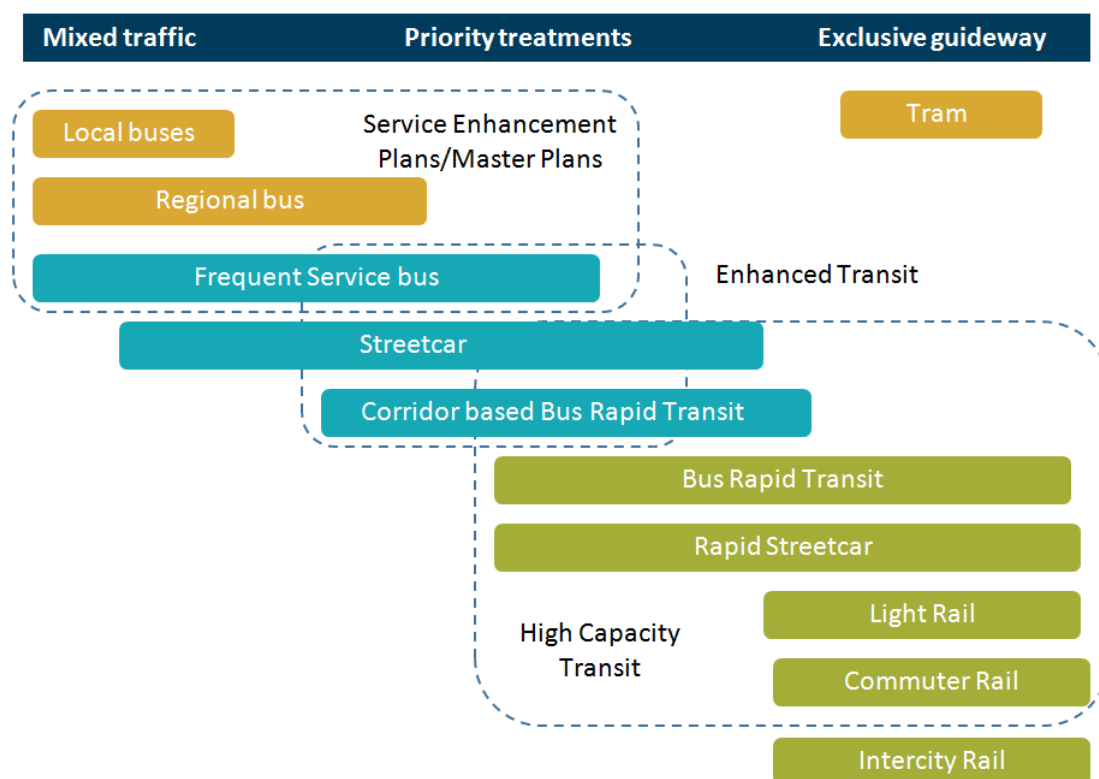 Mixed traffic
Priority treatments
Exclusive guideway
Tram
Local buses
Service Enhancement
Plans/Master Plans
Regional bus
Frequent Service bus
Enhanced Transit
Streetcar
Corridor based Bus Rapid Transit
Bus Rapid Transit
Rapid Streetcar
Light Rail
High Capacity
Transit
Commuter Rail
Intercity Rail